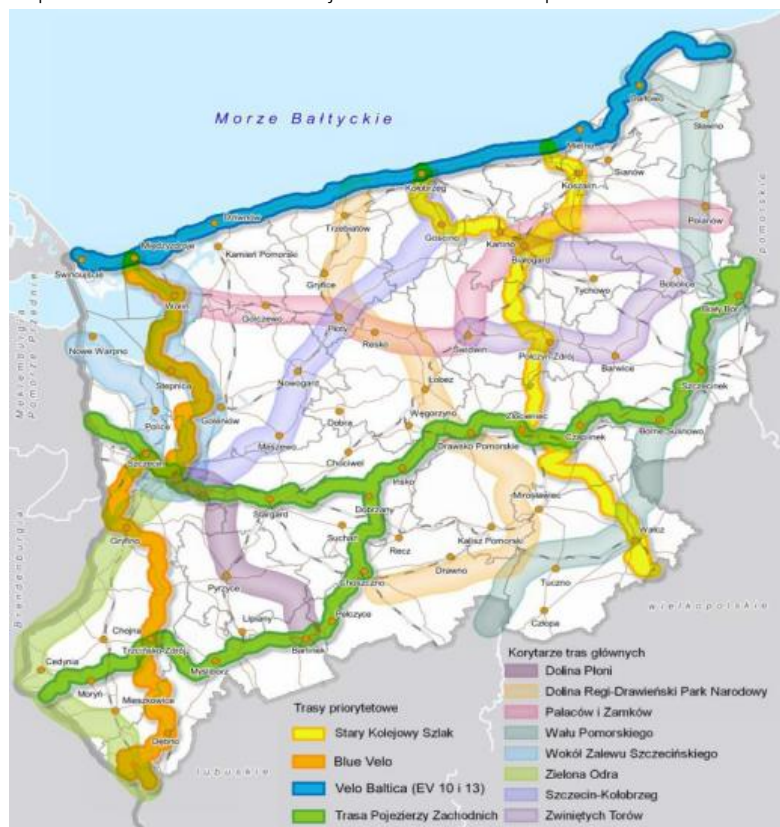 Morze Bałtyckie
Darłowo
Sławno
Mielno
Sianów
Koszalin
Kołobrzeg
Gościno
Karlino
Białogard
Polanów
pomorskie
Dziwnów
Trzebiatów
Międzyzdroje
Świnoujście
Kamień Pomorski
Gryfice
Tychowo
Bobolice
Biały Bór
Wolin
Golczewo
Płoty
Resko
Świdwin
Połczyn-Zdrój
Barwice
Meklemburgia
Pomorze Przednie
Nowe Warpno
Stepnica
Nowogard
Łobez
Szczecinek
Police
Goleniów
Dobra
Węgorzyno
Maszewo
Chociwel
Drawsko Pomorskie
Złocieniec
Czaplinek
Borne Sulinowo
Szczecin
Ińsko
Stargard
Dobrzany
Mirosławiec
Suchań
Recz
Kalisz Pomorski
Wałcz
Gryfino
Brandenburgia
Pyrzyce
Choszczno
Drawno
Tuczno
Człopa
wielkopolskie
Lipiany
Pełczyce
Barlinek
Chojna
Trzcińsko-Zdrój
Cedynia
Moryń
Myślibórz
Mieszkowice
Dębno
lubuskie
Trasy priorytetowe
Stary Kolejowy Szlak
Blue Velo
Velo Baltica (EV 10 i 13)
Trasa Pojezierzy Zachodnich
Korytarze tras głównych
Dolina Płoni
Dolina Regi-Drawieński Park Narodowy
Pałaców i Zamków
Wału Pomorskiego
Wokół Zalewu Szczecińskiego
Zielona Odra
Szczecin-Kołobrzeg
Zwiniętych Torów